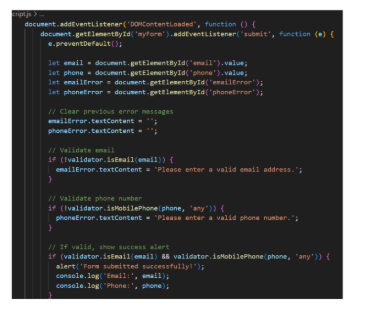 cript.js > ...
document.addEventListener('DOMContentLoaded', function () {
document.getElementById('myForm').addEventListener('submit', function (e) {
e.preventDefault();
let email = document.getElementById('email').value;
let phone = document.getElementById('phone').value;
let emailError = document.getElementById('emailError');
let phoneError = document.getElementById('phoneError');
// Clear previous error messages
emailError.textContent = '';
phoneError.textContent = '';
// Validate email
if (!validator.isEmail(email)) {
emailError.textContent = 'Please enter a valid email address.';
}
// Validate phone number
if (!validator.isMobilePhone(phone, 'any')) {
phoneError.textContent = 'Please enter a valid phone number.';
}
// If valid, show success alert
if (validator.isEmail(email) && validator.isMobilePhone(phone, 'any')) {
alert('Form submitted successfully!');
console.log('Email:', email);
console.log('Phone:', phone);
}